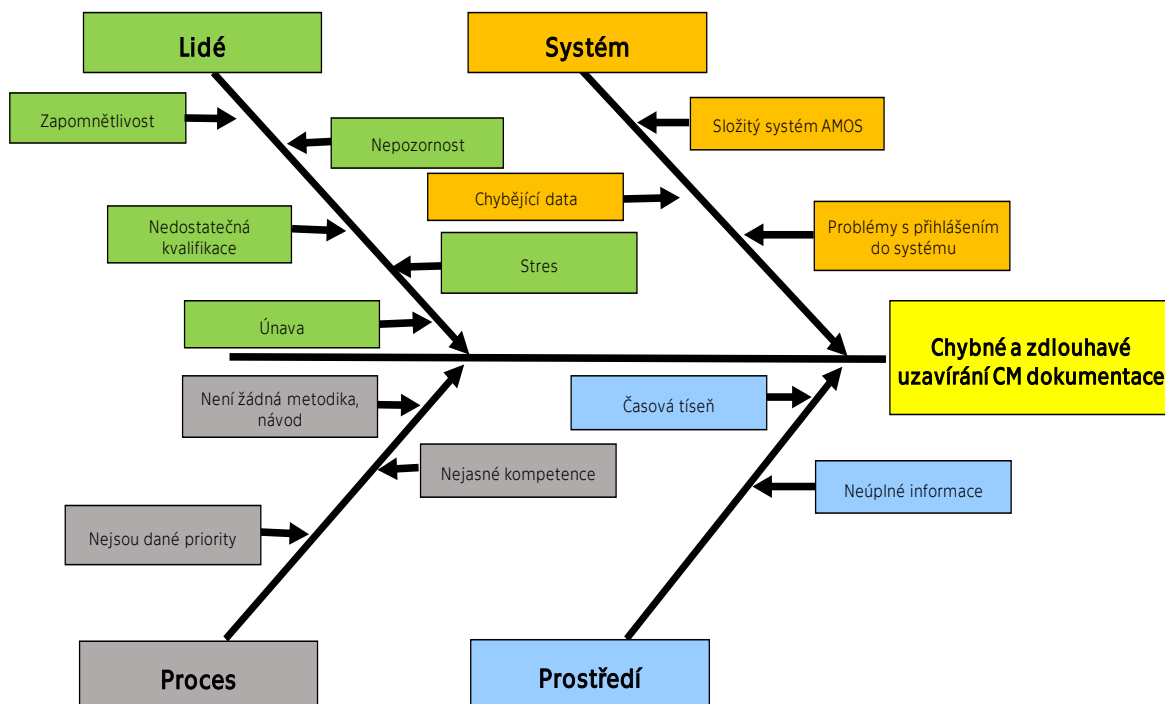 Lidé
Systém
Zapomnětlivost
Složitý systém AMOS
Nepozornost
Chybějící data
Nedostatečná
kvalifikace
Problémy s přihlášením
do systému
Stres
Únava
Chybné a zdlouhavé
uzavírání CM dokumentace
Není žádná metodika,
návod
Časová tíseň
Nejasné kompetence
Neúplné informace
Nejsou dané priority
Proces
Prostředí